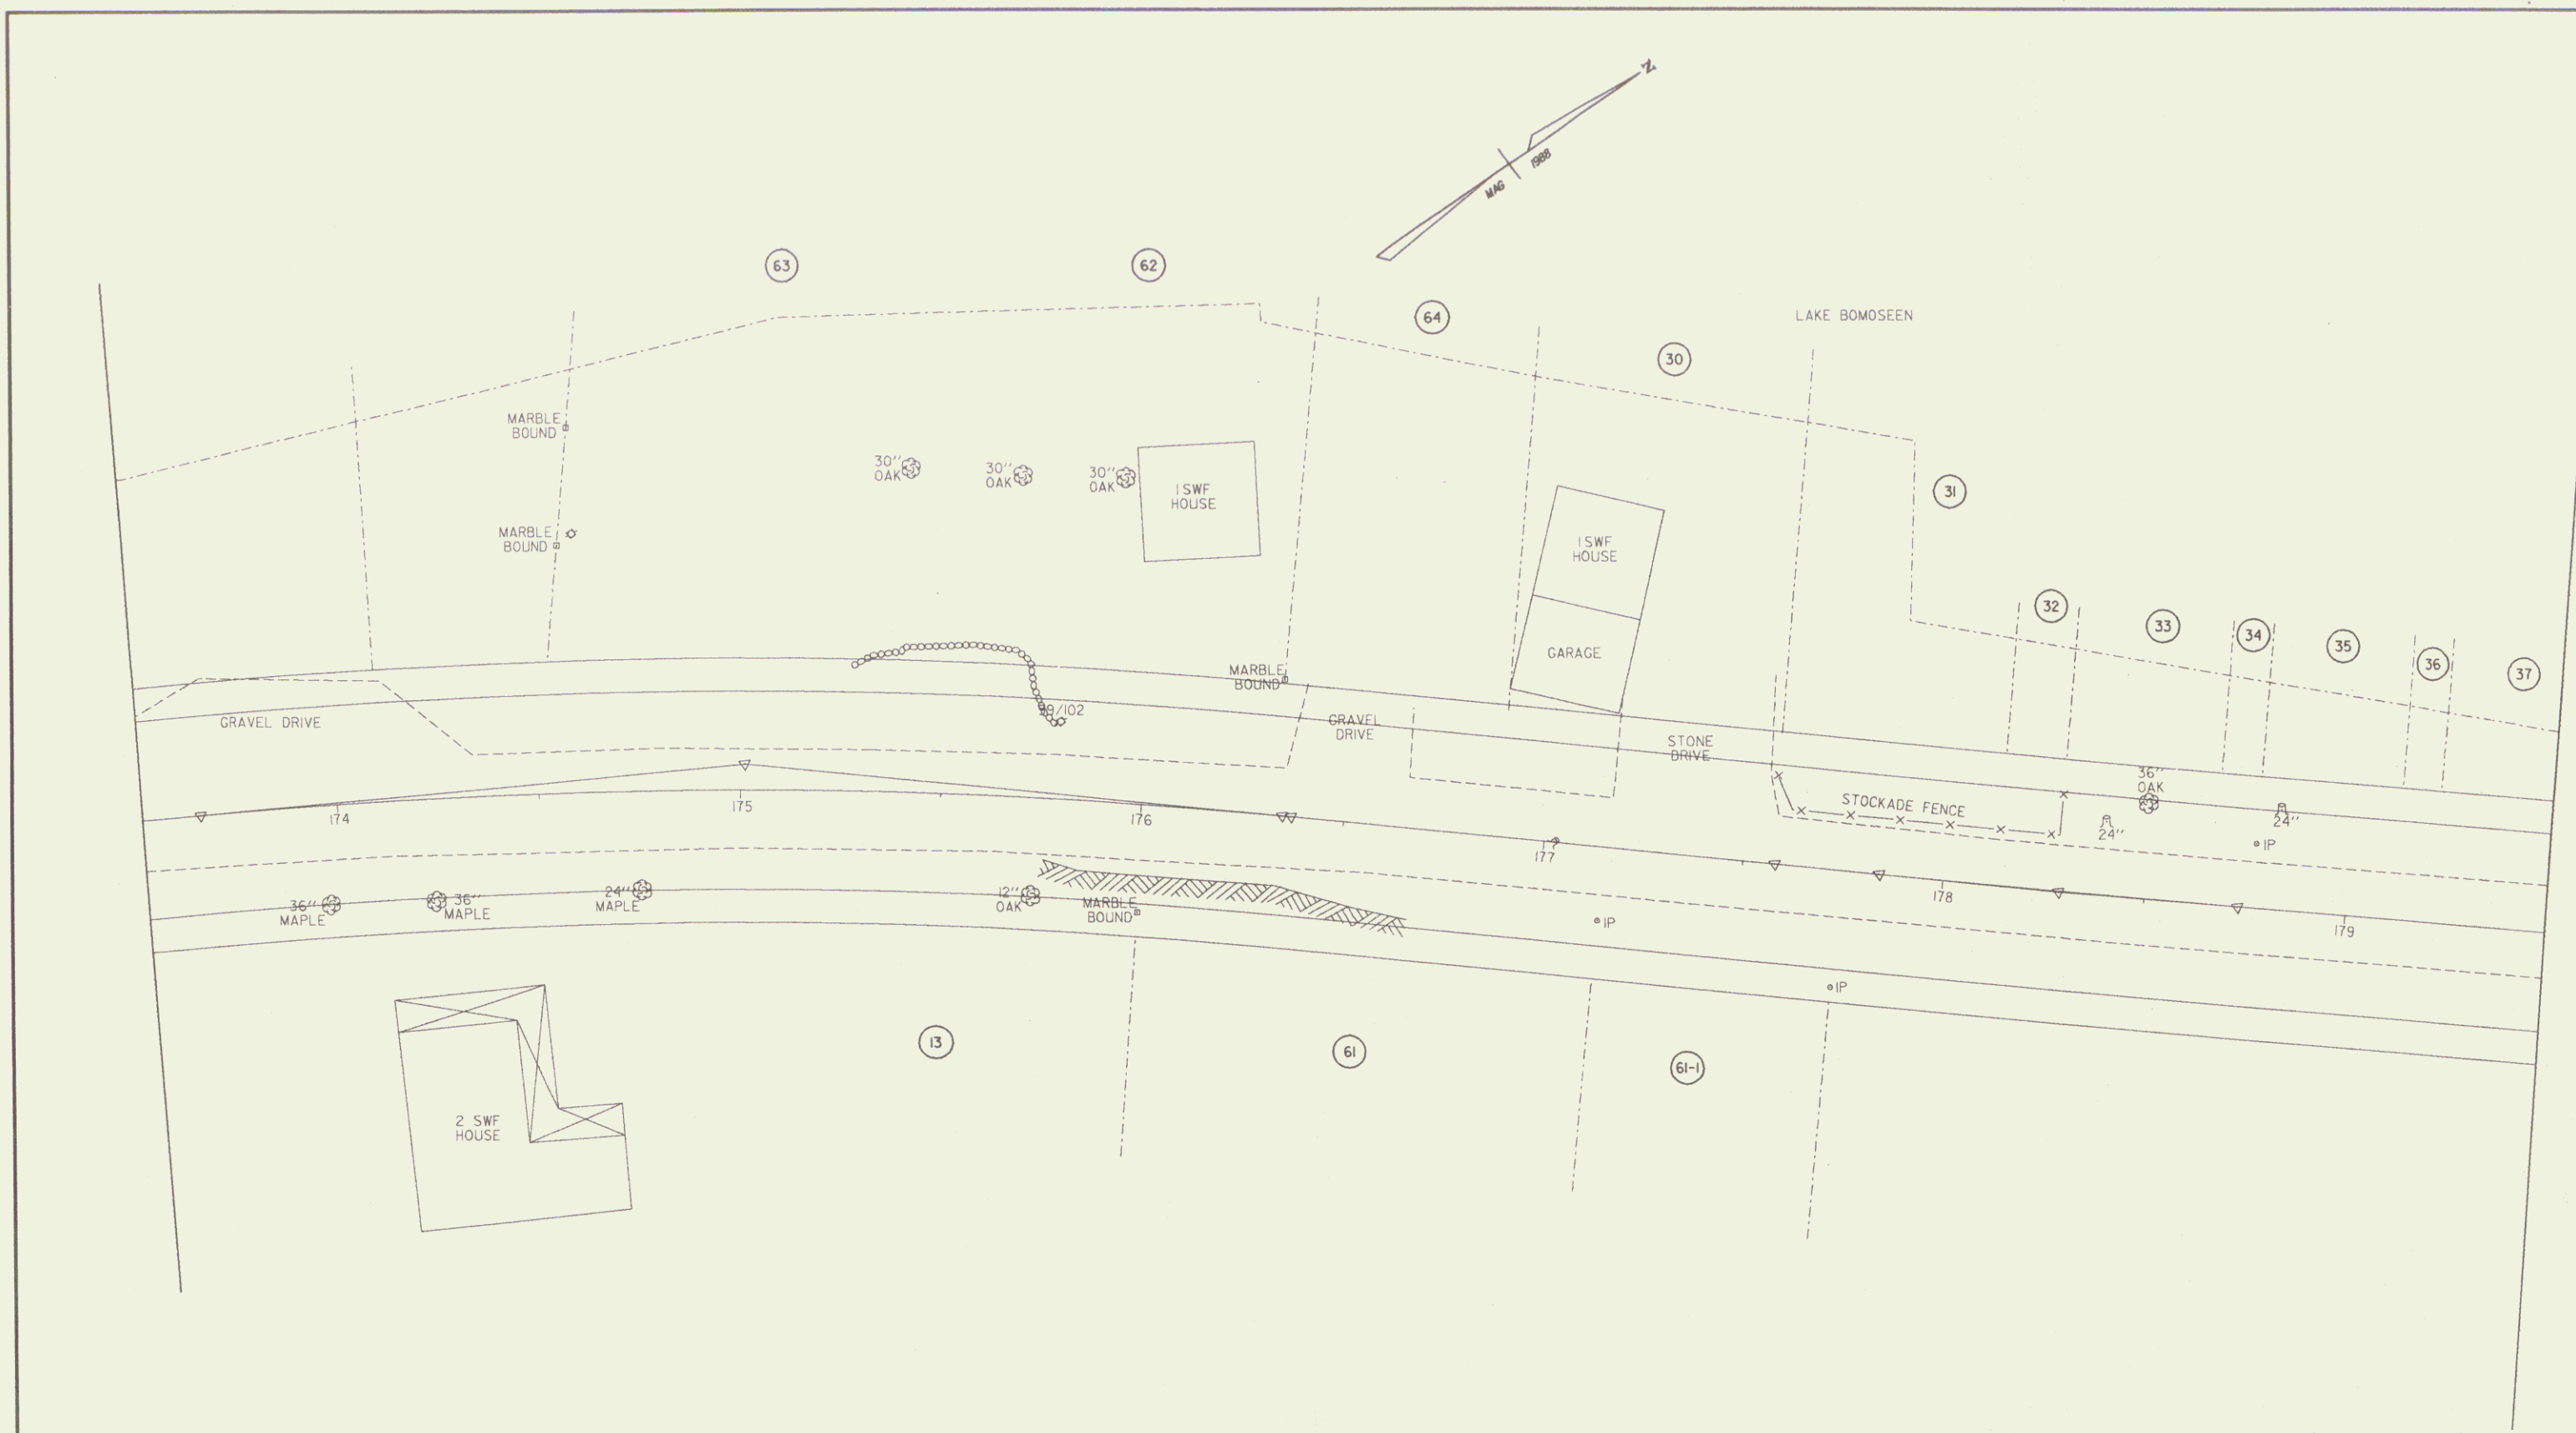 N
MAG 1988
63
62
64
LAKE BOMOSEEN
30
MARBLE
BOUND
30"
OAK
30"
OAK
30"
OAK
1 SWF
HOUSE
31
MARBLE
BOUND
1 SWF
HOUSE
32
33
34
35
36
37
GARAGE
MARBLE
BOUND
GRAVEL DRIVE
GRAVEL
DRIVE
STONE
DRIVE
36"
OAK
STOCKADE FENCE
24"
24"
IP
174
175
176
177
178
179
36"
MAPLE
36"
MAPLE
24"
MAPLE
12"
OAK
MARBLE
BOUND
IP
IP
13
61
61-1
2 SWF
HOUSE